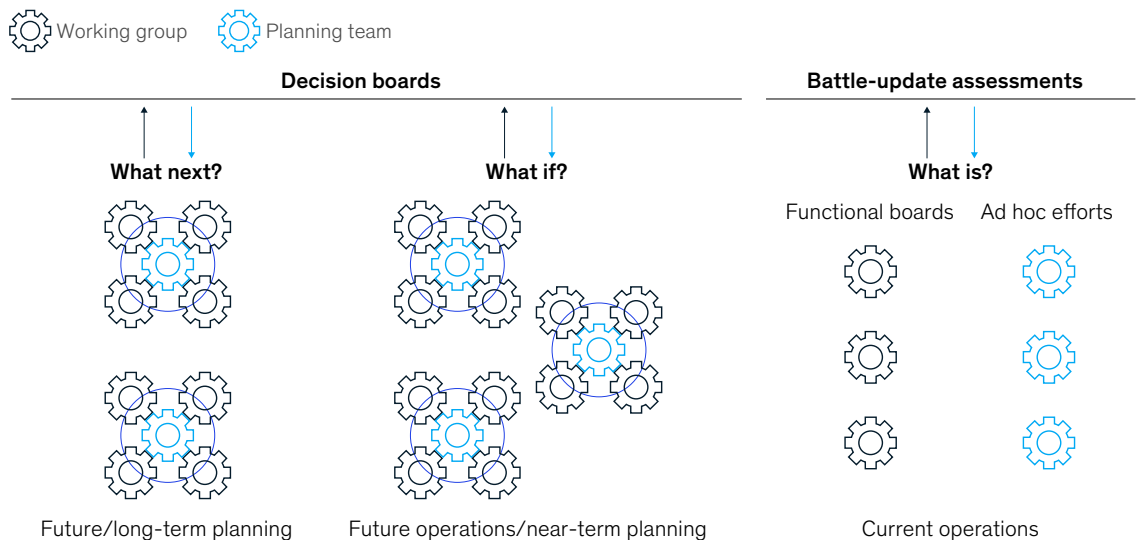 Working group
Planning team
Decision boards
Battle-update assessments
What next?
What if?
What is?
Functional boards
Ad hoc efforts
Future/long-term planning
Future operations/near-term planning
Current operations